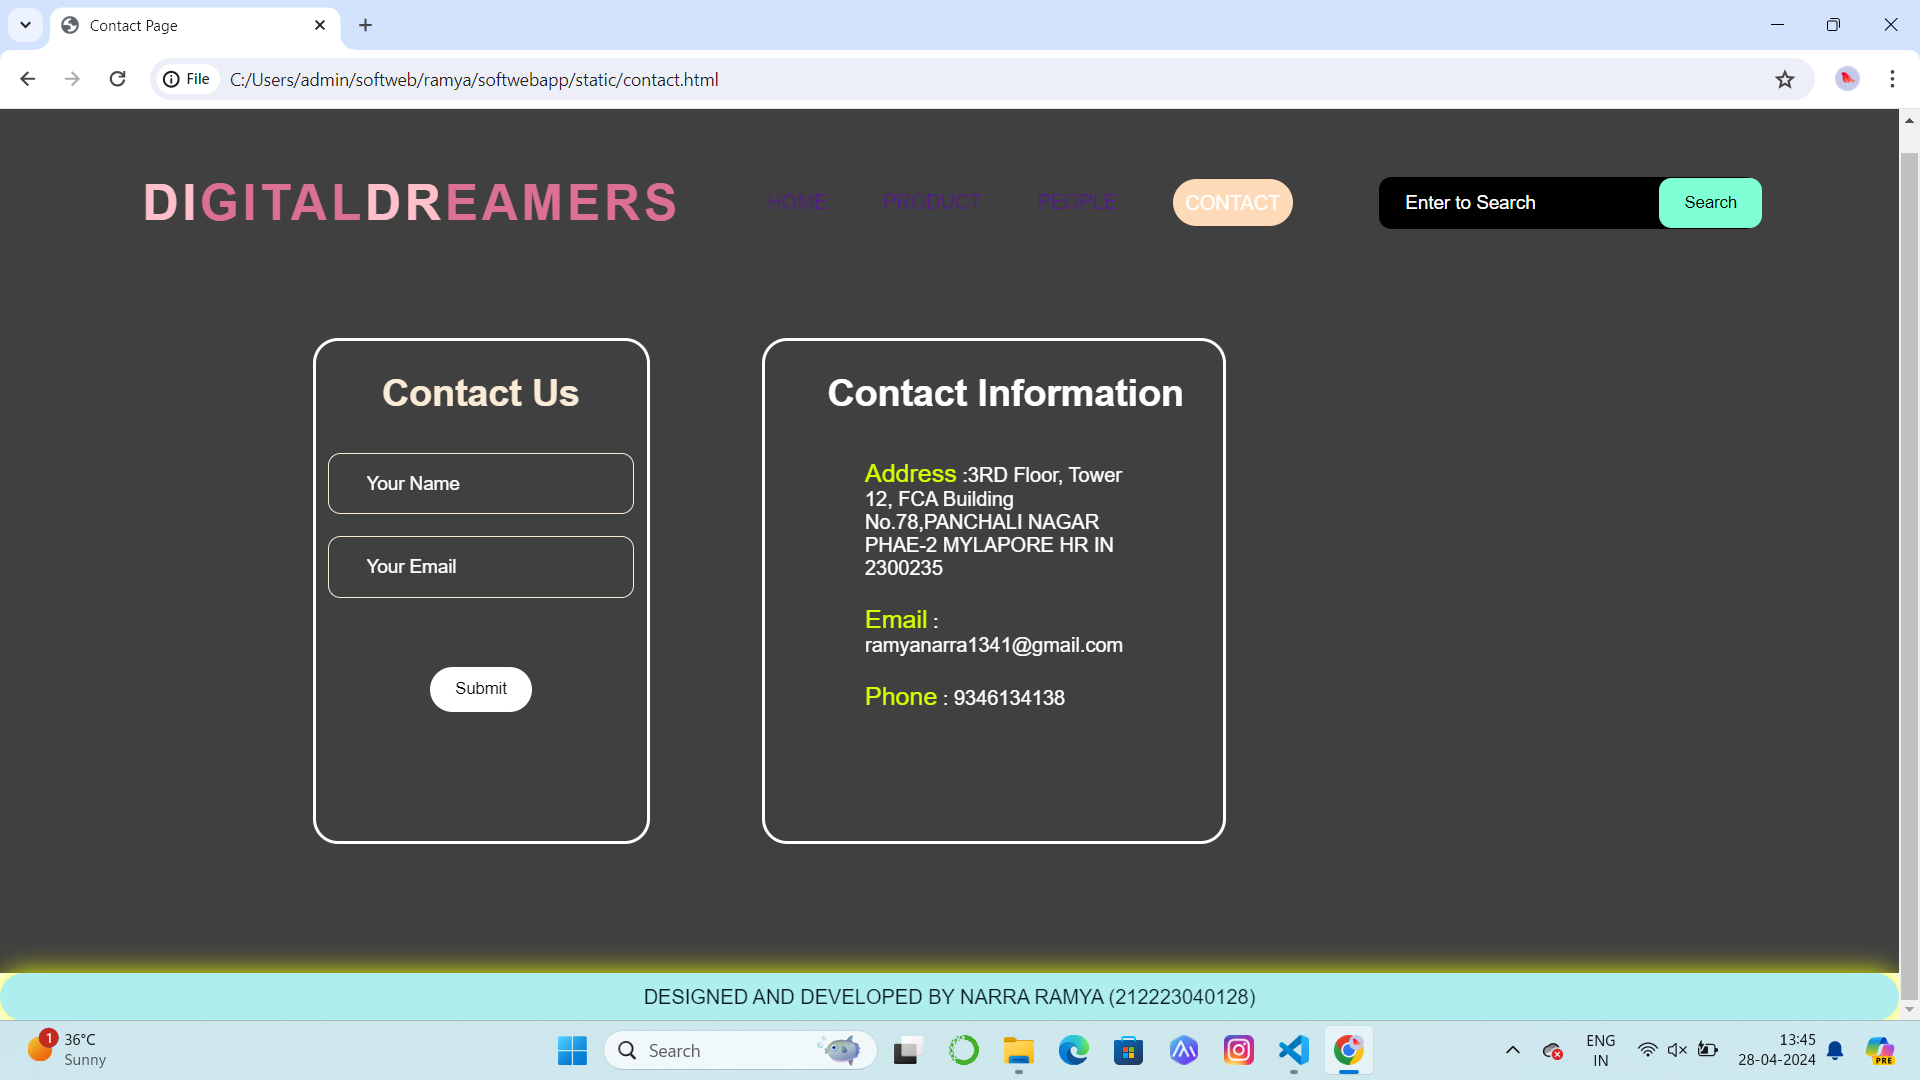 Contact Page
File
C:/Users/admin/softweb/ramya/softwebapp/static/contact.html
DIGITALDREAMERS
HOME
PRODUCT
PEOPLE
CONTACT
Enter to Search
Search
Contact Us
Your Name
Your Email
Submit
Contact Information
Address :3RD Floor, Tower
12, FCA Building
No.78,PANCHALI NAGAR
PHAE-2 MYLAPORE HR IN
2300235
Email :
ramyanarra1341@gmail.com
Phone : 9346134138
DESIGNED AND DEVELOPED BY NARRA RAMYA (212223040128)
1
36°C
Sunny
Search
ENG
IN
13:45
28-04-2024
PRE